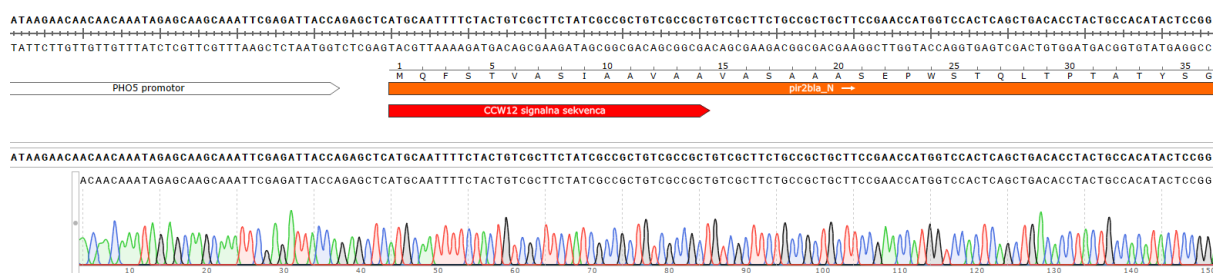 ATAAGAACAACAACAAATAGAGCAAGCAAATTCGAGATTACCAGAGCTCATGCAATTTTCTACTGTCGCTTCTATCGCCGCTGTCGCCGCTGTCGCTTCTGCCGCTGCTTCCGAACCATGGTCCACTCAGCTGACACCTACTGCCACATACTCCGG
TATTCTTGTTGTTGTTTATCTCGTTCGTTTAAGCTCTAATGGTCTCGAGTACGTTAAAAGATGACAGCGAAGATAGCGGCGACAGCGGCGACAGCGAAGACGGCGACGAAGGCTTGGTACCAGGTGAGTCGACTGTGGATGACGGTGTATGAGGCC
1 5 10 15 20 25 30 35
M Q F S T V A S I A A V A A V A S A A A S E P W S T Q L T P T A T Y S G
PHO5 promotor pir2bla_N
CCW12 signalna sekvenca
ATAAGAACAACAACAAATAGAGCAAGCAAATTCGAGATTACCAGAGCTCATGCAATTTTCTACTGTCGCTTCTATCGCCGCTGTCGCCGCTGTCGCTTCTGCCGCTGCTTCCGAACCATGGTCCACTCAGCTGACACCTACTGCCACATACTCCGG
ACAACAAATAGAGCAAGCAAATTCGAGATTACCAGAGCTCATGCAATTTTCTACTGTCGCTTCTATCGCCGCTGTCGCCGCTGTCGCTTCTGCCGCTGCTTCCGAACCATGGTCCACTCAGCTGACACCTACTGCCACATACTCCGG
10 20 30 40 50 60 70 80 90 100 110 120 130 140